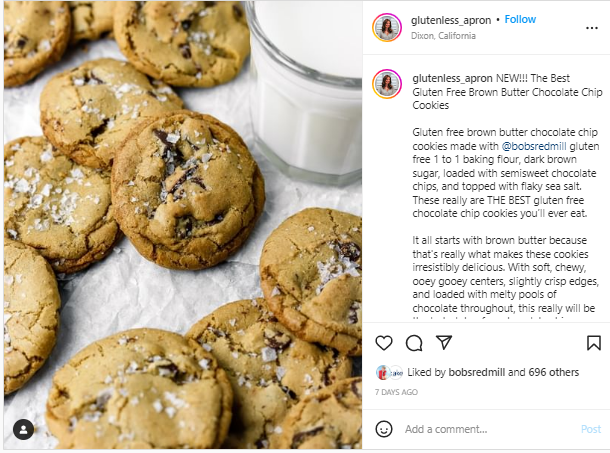 glutenless_apron • Follow
Dixon, California
glutenless_apron NEW!!! The Best
Gluten Free Brown Butter Chocolate Chip
Cookies
Gluten free brown butter chocolate chip
cookies made with @bobsredmill gluten
free 1 to 1 baking flour, dark brown
sugar, loaded with semisweet chocolate
chips, and topped with flaky sea salt.
These really are THE BEST gluten free
chocolate chip cookies you'll ever eat.
It all starts with brown butter because
that's really what makes these cookies
irresistibly delicious. With soft, chewy,
ooey gooey centers, slightly crisp edges,
and loaded with melty pools of
chocolate throughout, this really will be
Liked by bobsredmill and 696 others
7 DAYS AGO
Add a comment...
Post